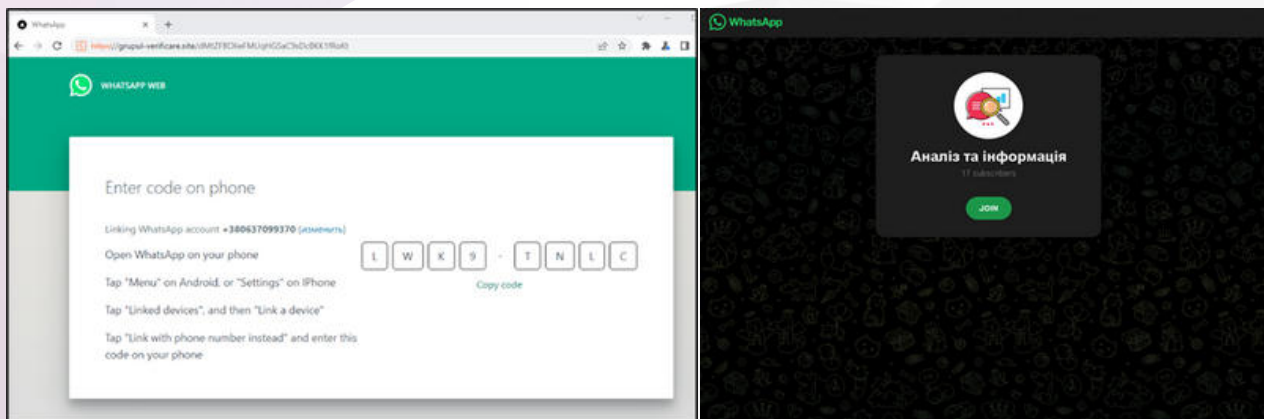 WhatsApp
WHATSAPP WEB
Enter code on phone
Linking WhatsApp account +380637099370 (изменить)
Open WhatsApp on your phone
Tap "Menu" on Android, or "Settings" on iPhone
Tap "Linked devices", and then "Link a device"
Tap "Link with phone number instead" and enter this
code on your phone
L W K 9 - T N L C
Copy code
WhatsApp
Аналіз та інформація
17 subscribers
JOIN